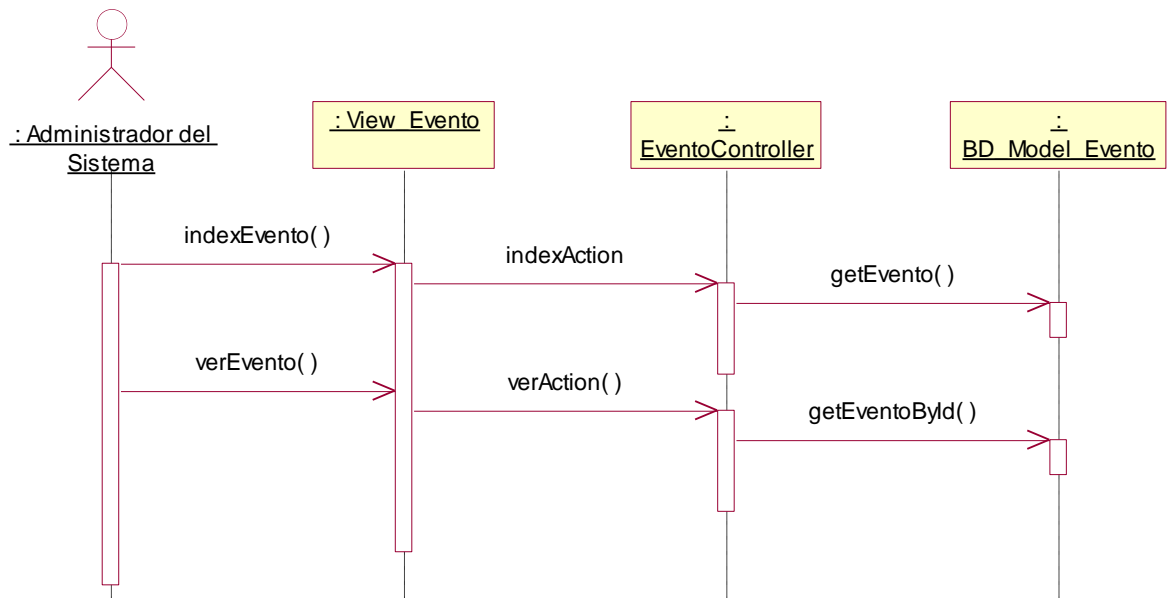 : Administrador del
Sistema
: View_Evento
:
EventoController
:
BD_Model_Evento
indexEvento( )
indexAction
getEvento( )
verEvento( )
verAction( )
getEventoById( )